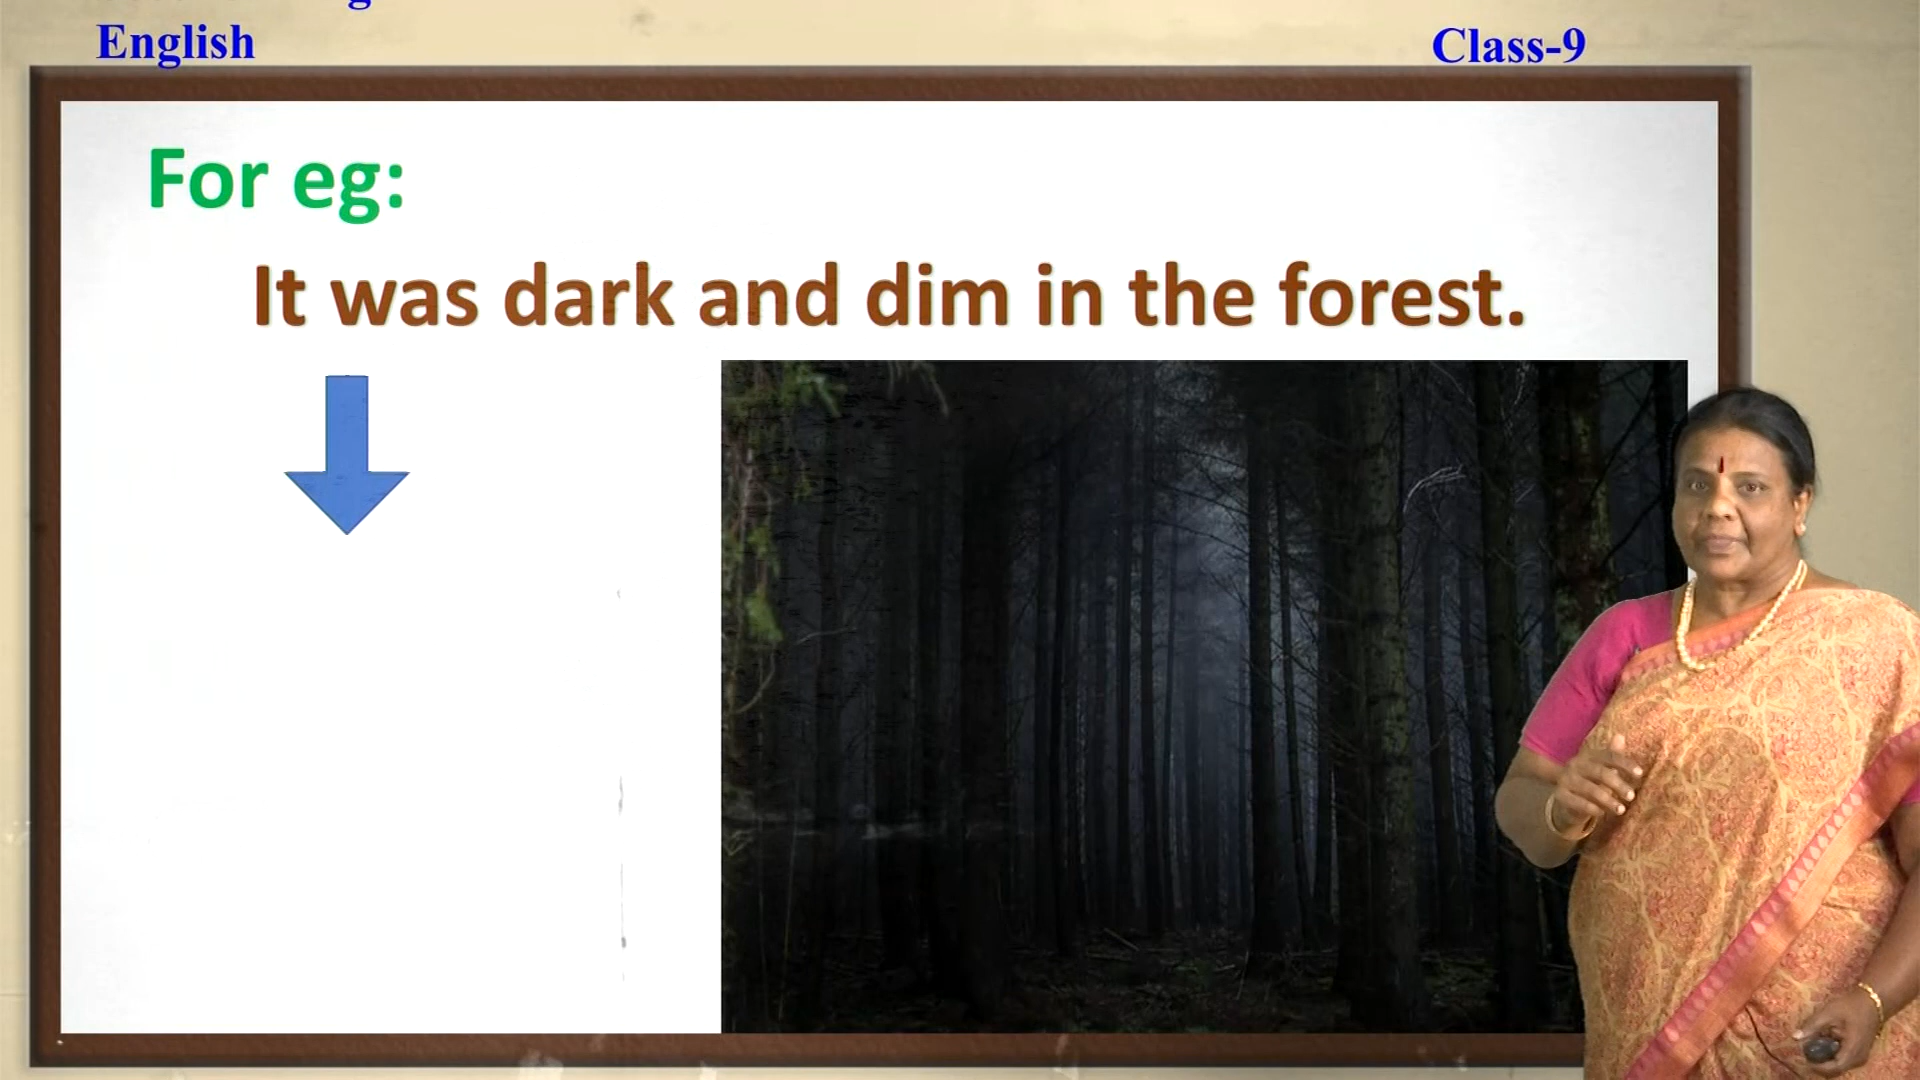 English
Class-9
For eg:
It was dark and dim in the forest.